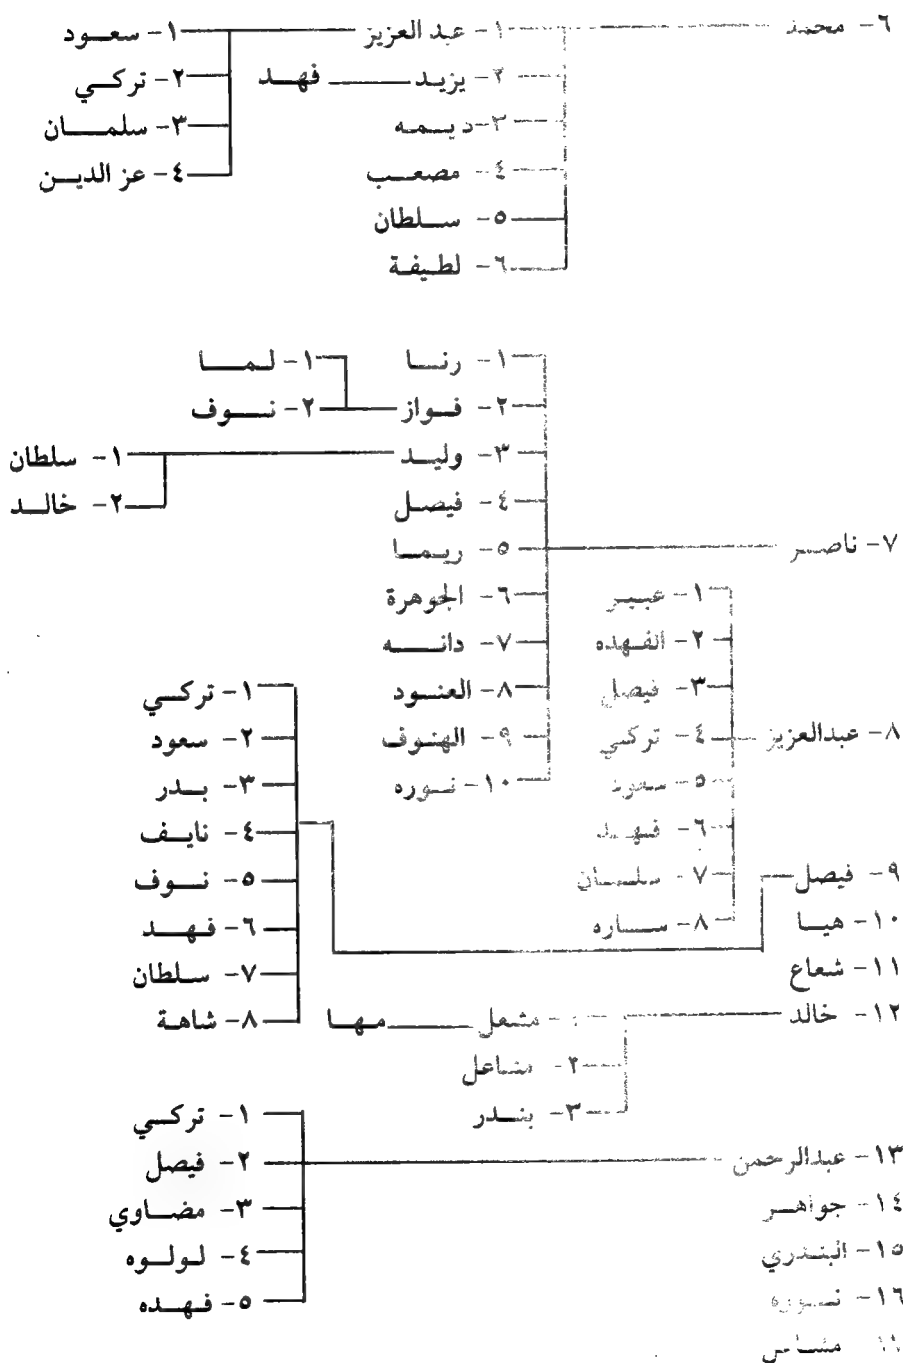 ٦- محمد ١- عبد العزيز ١- سعود
٢- يزيد فهد ٢- تركي
٣- ديمه ٣- سلمان
٤- مصعب ٤- عز الدين
٥- سلطان
٦- لطيفة
١- رنا ١- لما
٢- فواز ٢- نوف
٣- وليد ١- سلطان
٤- فيصل ٢- خالد
٧- ناصر ٥- ريما
١- عبير ٦- الجوهرة
٢- الفهده ٧- دانه
٣- فيصل ٨- العنود ١- تركي
٨- عبدالعزيز ٤- تركي ٩- الهنوف ٢- سعود
٥- سعود ١٠- نوره ٣- بدر
٦- فهد ٤- نايف
٩- فيصل ٧- سلمان ٥- نوف
١٠- هيا ٨- ساره ٦- فهد
١١- شعاع ٧- سلطان
١٢- خالد - مشعل مها ٨- شاهة
٢- مشاعل
٣- بندر ١- تركي
١٣- عبدالرحمن ٢- فيصل
١٤- جواهر ٣- مضاوي
١٥- البندري ٤- لولوه
١٦- نوره ٥- فهده